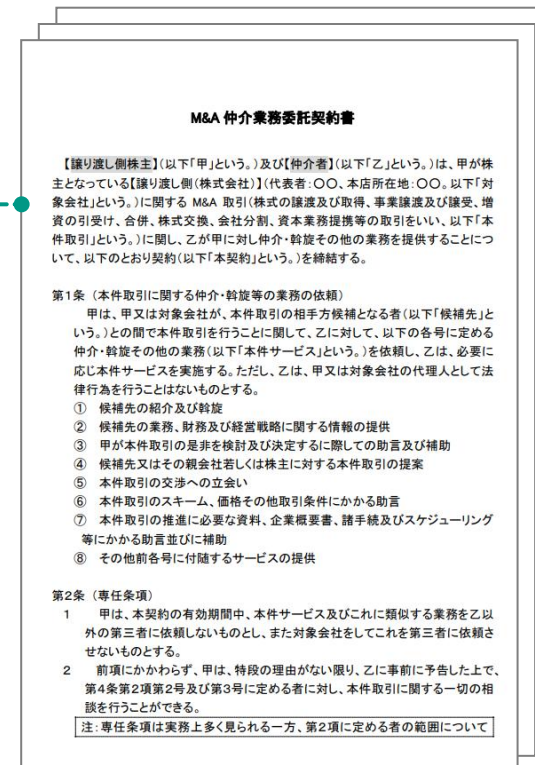 M&A 仲介業務委託契約書
【譲り渡し側株主】(以下「甲」という。)及び【仲介者】(以下「乙」という。)は、甲が株
主となっている【譲り渡し側(株式会社)】(代表者：〇〇、本店所在地：〇〇。以下「対
象会社」という。)に関する M&A 取引(株式の譲渡及び取得、事業譲渡及び譲受、増
資の引受け、合併、株式交換、会社分割、資本業務提携等の取引をいい、以下「本
件取引」という。)に関し、乙が甲に対し仲介・斡旋その他の業務を提供することにつ
いて、以下のとおり契約(以下「本契約」という。)を締結する。
第1条 (本件取引に関する仲介・斡旋等の業務の依頼)
甲は、甲又は対象会社が、本件取引の相手方候補となる者(以下「候補先」と
いう。)との間で本件取引を行うことに関して、乙に対して、以下の各号に定める
仲介・斡旋その他の業務(以下「本件サービス」という。)を依頼し、乙は、必要に
応じ本件サービスを実施する。ただし、乙は、甲又は対象会社の代理人として法
律行為を行うことはないものとする。
① 候補先の紹介及び斡旋
② 候補先の業務、財務及び経営戦略に関する情報の提供
③ 甲が本件取引の是非を検討及び決定するに際しての助言及び補助
④ 候補先又はその親会社若しくは株主に対する本件取引の提案
⑤ 本件取引の交渉への立会い
⑥ 本件取引のスキーム、価格その他取引条件にかかる助言
⑦ 本件取引の推進に必要な資料、企業概要書、諸手続及びスケジューリング
等にかかる助言並びに補助
⑧ その他前各号に付随するサービスの提供
第2条 (専任条項)
1 甲は、本契約の有効期間中、本件サービス及びこれに類似する業務を乙以
外の第三者に依頼しないものとし、また対象会社をしてこれを第三者に依頼さ
せないものとする。
2 前項にかかわらず、甲は、特段の理由がない限り、乙に事前に予告した上で、
第4条第2項第2号及び第3号に定める者に対し、本件取引に関する一切の相
談を行うことができる。
注：専任条項は実務上多く見られる一方、第2項に定める者の範囲について